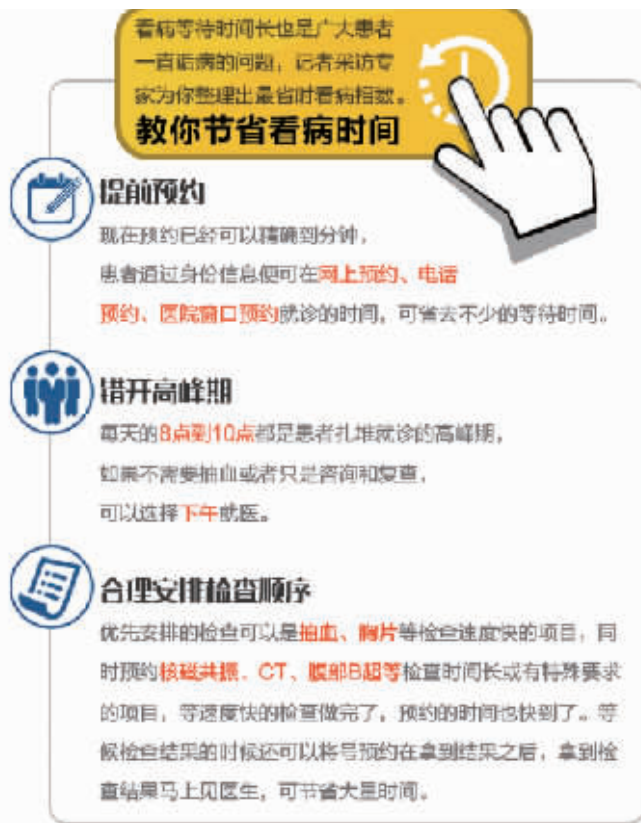 看病等待时间长也是广大患者
一直诟病的问题，记者采访专
家为你整理出最省时看病指数。
教你节省看病时间
提前预约
现在预约已经可以精确到分钟，
患者通过身份信息便可在网上预约、电话
预约、医院窗口预约就诊的时间，可省去不少的等待时间。
错开高峰期
每天的8点到10点都是患者扎堆就诊的高峰期，
如果不需要抽血或者只是咨询和复查，
可以选择下午就医。
合理安排检查顺序
优先安排的检查可以是抽血、胸片等检查速度快的项目，同
时预约核磁共振、CT、腹部B超等检查时间长或有特殊要求
的项目，等速度快的检查做完了，预约的时间也快到了。等
候检查结果的时候还可以将号预约在拿到结果之后，拿到检
查结果马上见医生，可节省大量时间。